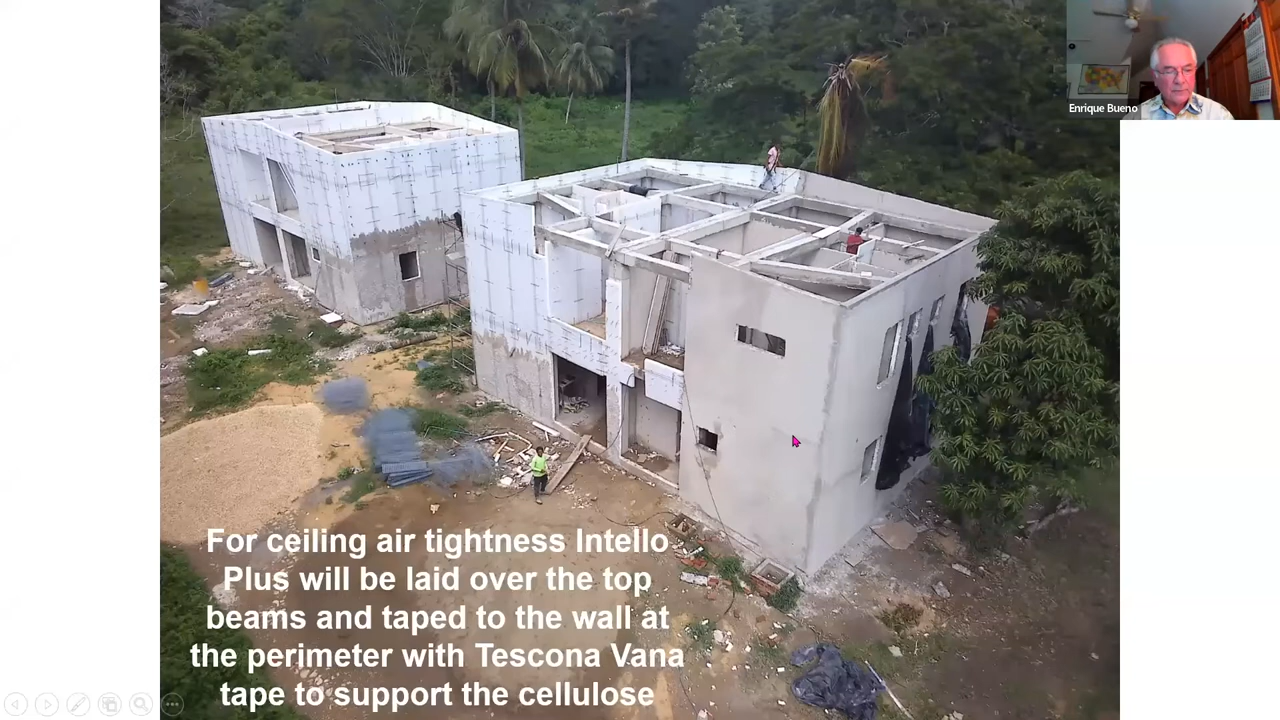 Enrique Bueno
For ceiling air tightness Intello
Plus will be laid over the top
beams and taped to the wall at
the perimeter with Tescona Vana
tape to support the cellulose